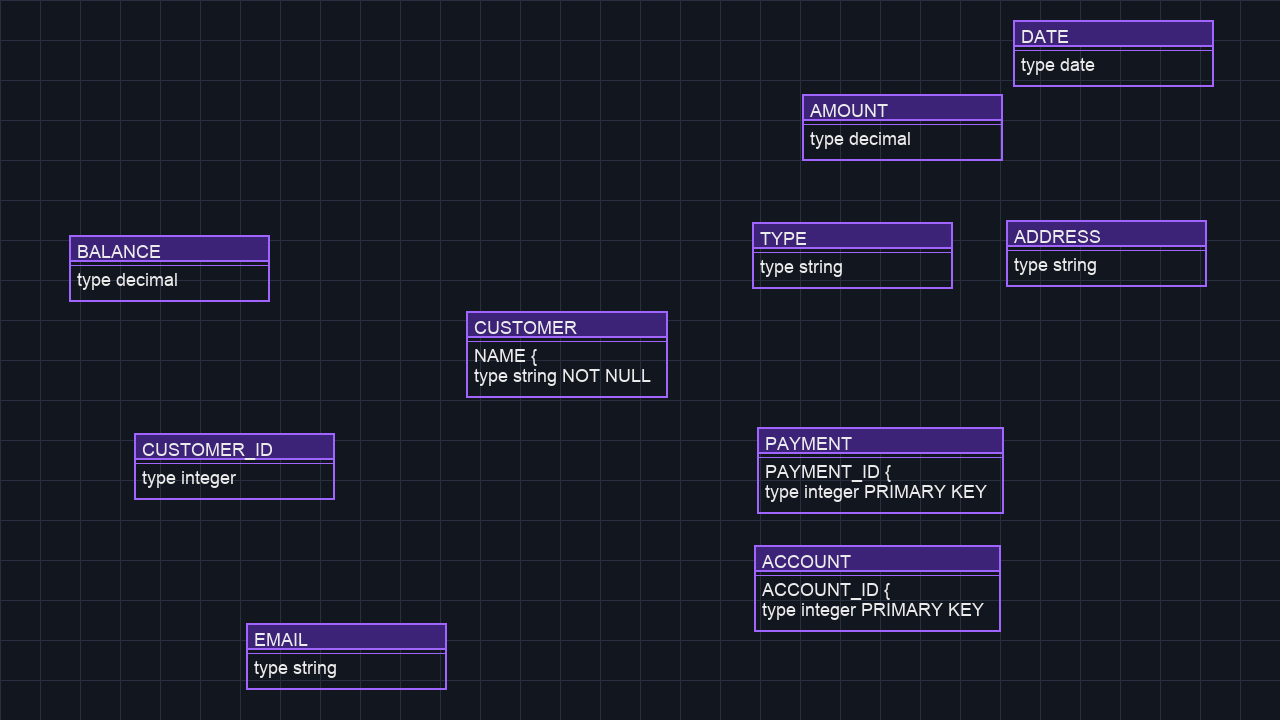 DATE
type date
AMOUNT
type decimal
TYPE
type string
ADDRESS
type string
BALANCE
type decimal
CUSTOMER
NAME {
type string NOT NULL
CUSTOMER_ID
type integer
PAYMENT
PAYMENT_ID {
type integer PRIMARY KEY
ACCOUNT
ACCOUNT_ID {
type integer PRIMARY KEY
EMAIL
type string